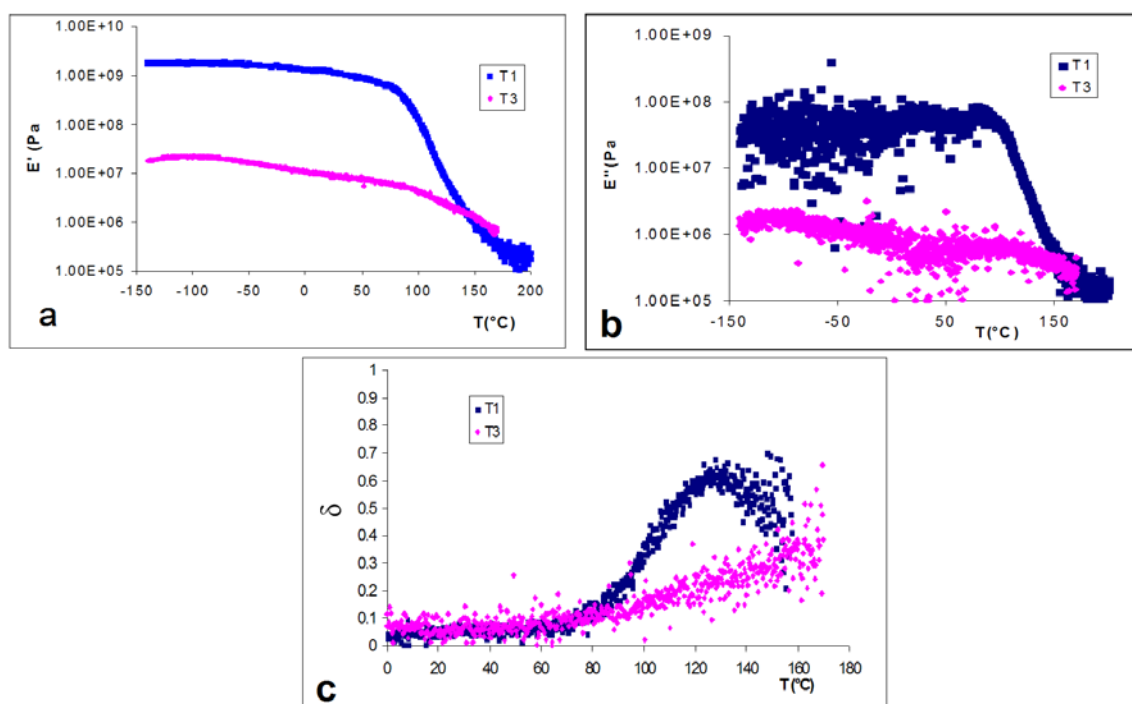 1.00E+10
1.00E+09
1.00E+08
1.00E+07
1.00E+06
1.00E+05
E' (Pa
T1
T3
-150 -100 -50 0 50 100 150 200
T(°C)
a
1.00E+09
1.00E+08
1.00E+07
1.00E+06
1.00E+05
E"(Pa
T1
T3
-150 -50 50 150
T(°C)
b
1
0.9
0.8
0.7
0.6
0.5
0.4
0.3
0.2
0.1
0
δ
T1
T3
0 20 40 60 80 100 120 140 160 180
T(°C)
c